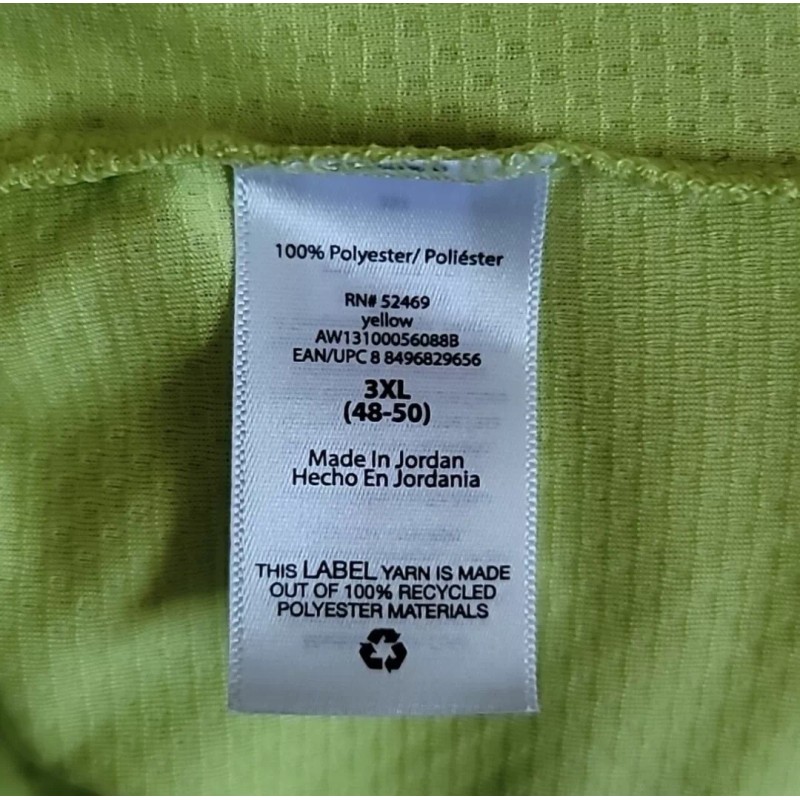 100% Polyester/ Poliéster
RN# 52469
yellow
AW13100056088B
EAN/UPC 8 8496829656
3XL
(48-50)
Made In Jordan
Hecho En Jordania
THIS LABEL YARN IS MADE
OUT OF 100% RECYCLED
POLYESTER MATERIALS